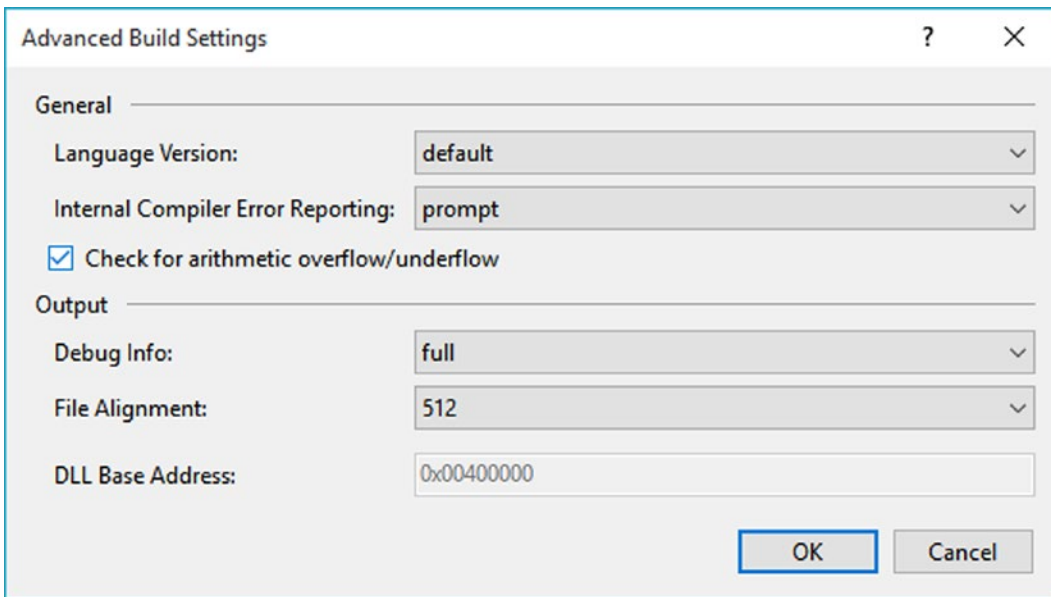 Advanced Build Settings ?
General
Language Version: default
Internal Compiler Error Reporting: prompt
Check for arithmetic overflow/underflow
Output
Debug Info: full
File Alignment: 512
DLL Base Address: 0x00400000
OK Cancel